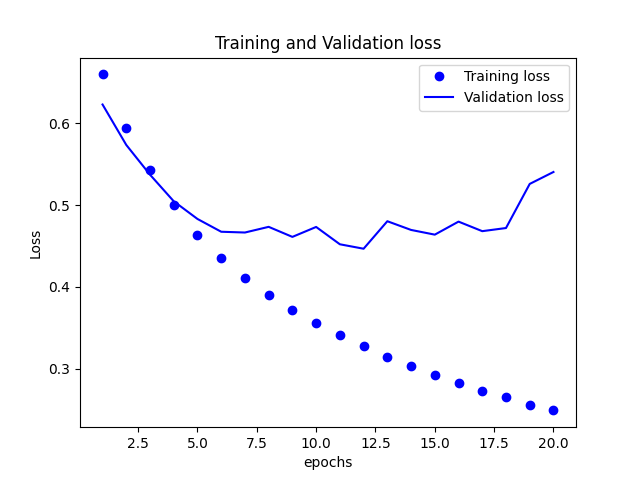 Training and Validation loss
Training loss
Validation loss
0.6
0.5
0.4
0.3
Loss
2.5 5.0 7.5 10.0 12.5 15.0 17.5 20.0
epochs